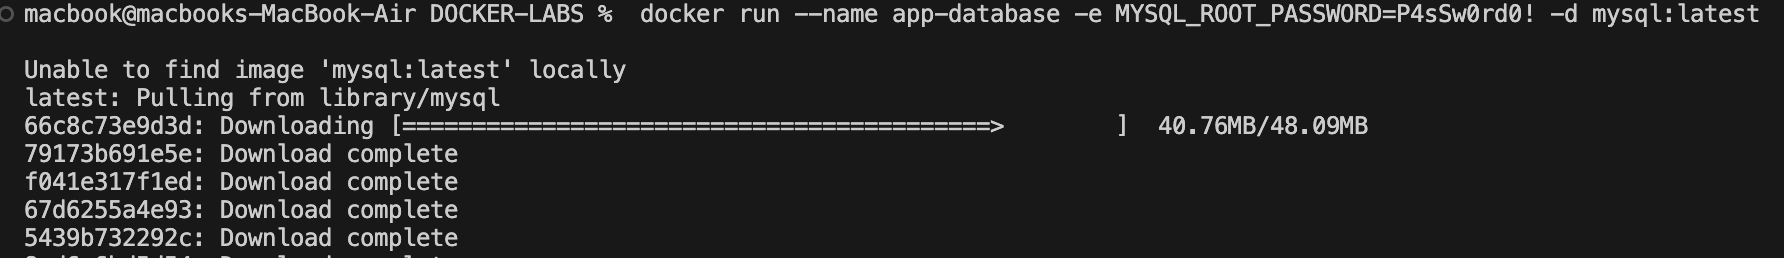 macbook@macbooks-MacBook-Air DOCKER-LABS %  docker run --name app-database -e MYSQL_ROOT_PASSWORD=P4sSw0rd0! -d mysql:latest
Unable to find image 'mysql:latest' locally
latest: Pulling from library/mysql
66c8c73e9d3d: Downloading [==========================================>        ]  40.76MB/48.09MB
79173b691e5e: Download complete
f041e317f1ed: Download complete
67d6255a4e93: Download complete
5439b732292c: Download complete